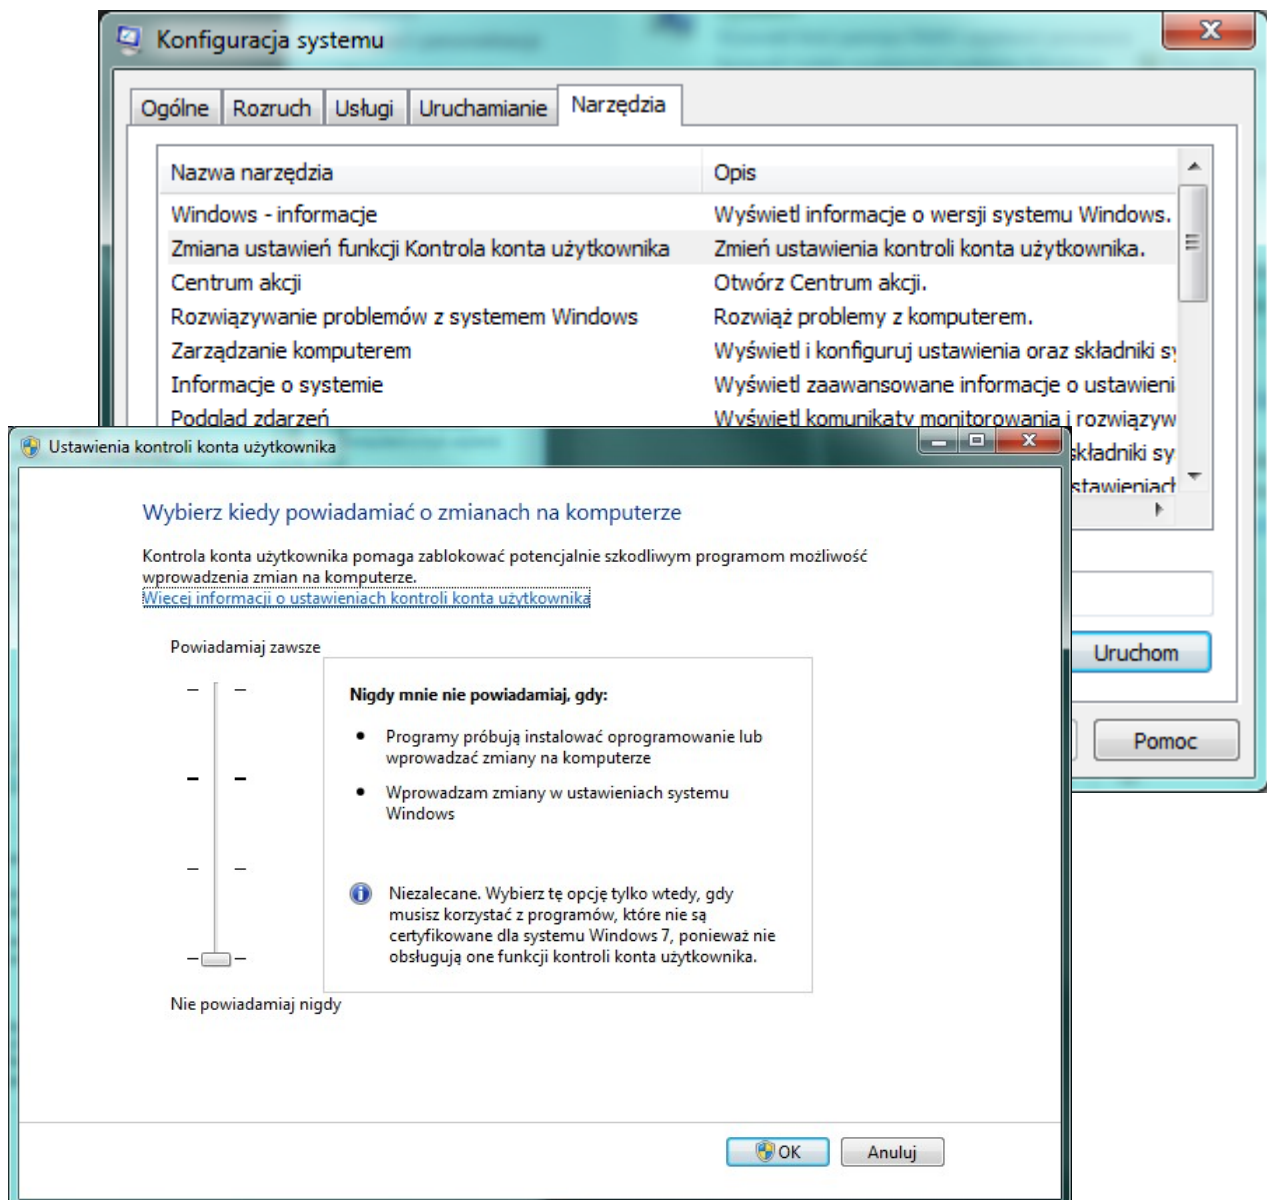 Konfiguracja systemu
Ogólne Rozruch Usługi Uruchamianie Narzędzia
Nazwa narzędzia Opis
Windows - informacje Wyświetl informacje o wersji systemu Windows.
Zmiana ustawień funkcji Kontrola konta użytkownika Zmień ustawienia kontroli konta użytkownika.
Centrum akcji Otwórz Centrum akcji.
Rozwiązywanie problemów z systemem Windows Rozwiąż problemy z komputerem.
Zarządzanie komputerem Wyświetl i konfiguruj ustawienia oraz składniki sy
Informacje o systemie Wyświetl zaawansowane informacje o ustawieni
Podgląd zdarzeń Wyświetl komunikaty monitorowania i rozwiązyw
składniki sy
stawieniach
Uruchom
Pomoc
Ustawienia kontroli konta użytkownika
Wybierz kiedy powiadamiać o zmianach na komputerze
Kontrola konta użytkownika pomaga zablokować potencjalnie szkodliwym programom możliwość
wprowadzenia zmian na komputerze.
Więcej informacji o ustawieniach kontroli konta użytkownika
Powiadamiaj zawsze
Nigdy mnie nie powiadamiaj, gdy:
• Programy próbują instalować oprogramowanie lub
wprowadzać zmiany na komputerze
• Wprowadzam zmiany w ustawieniach systemu
Windows
Niezalecane. Wybierz tę opcję tylko wtedy, gdy
musisz korzystać z programów, które nie są
certyfikowane dla systemu Windows 7, ponieważ nie
obsługują one funkcji kontroli konta użytkownika.
Nie powiadamiaj nigdy
OK Anuluj